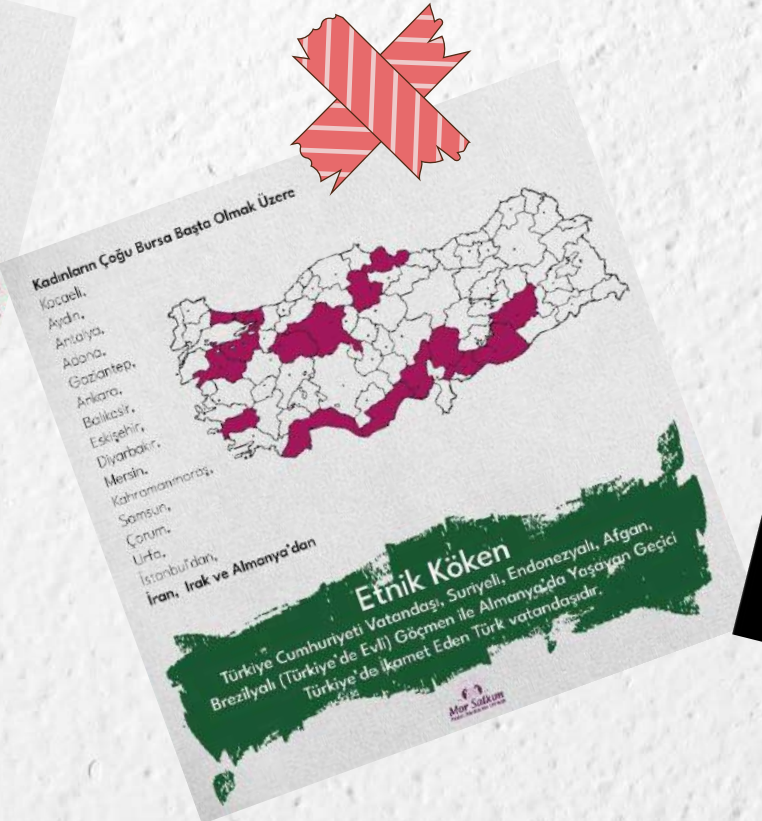 Kadınların Çoğu Bursa Başta Olmak Üzere
Kocaeli,
Aydın,
Antalya,
Adana,
Gaziantep,
Ankara,
Balıkesir,
Eskişehir,
Diyarbakır,
Mersin,
Kahramanmaraş,
Samsun,
Çorum,
Urfa,
İstanbul'dan,
İran, Irak ve Almanya'dan
Etnik Köken
Türkiye Cumhuriyeti Vatandaşı, Suriyeli, Endonezyalı, Afgan,
Brezilyalı (Türkiye'de Evli) Göçmen ile Almanya'da Yaşayan Geçici
Türkiye'de İkamet Eden Türk vatandaşıdır.
Mor Salkım